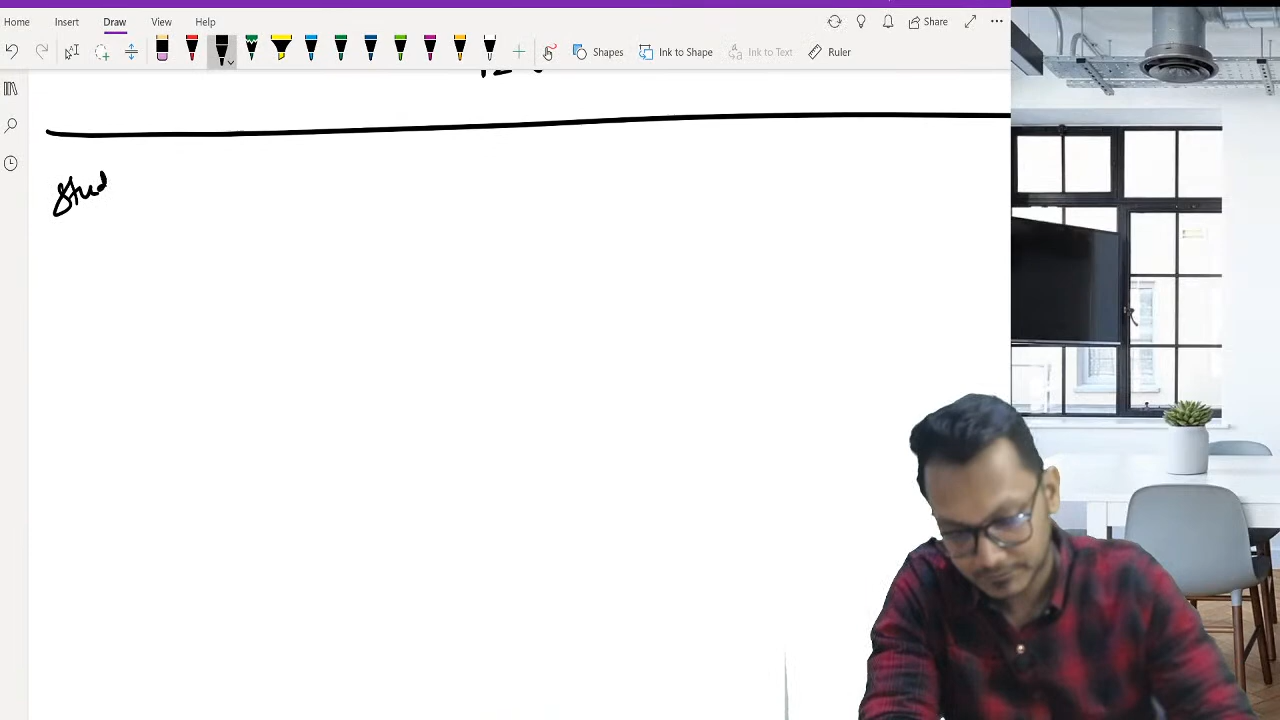 Home Insert Draw View Help Share
Shapes Ink to Shape Ink to Text Ruler
Stud